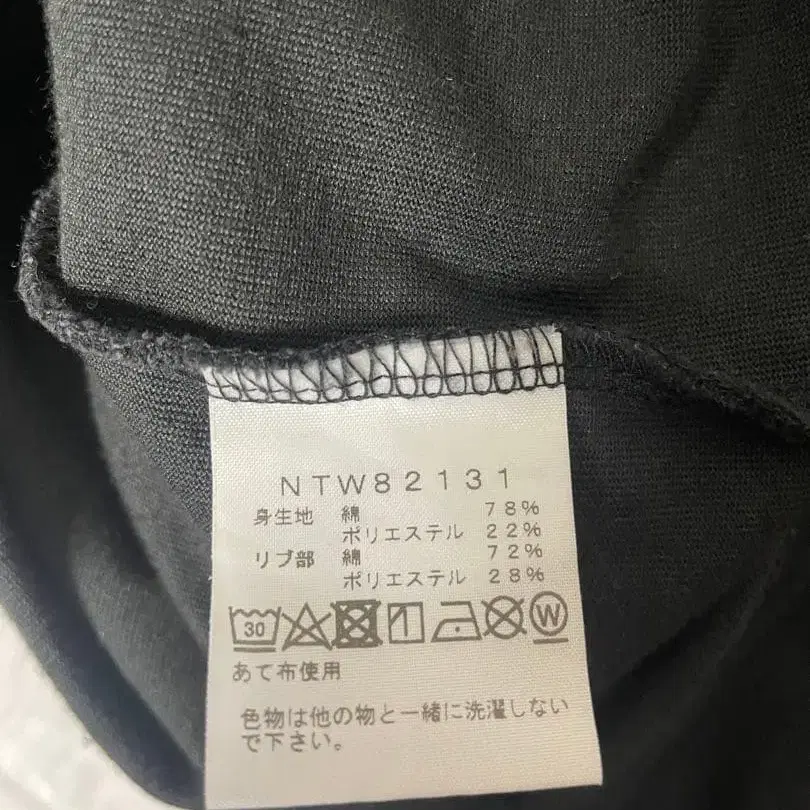 NTW82131
身生地 綿 78%
ポリエステル 22%
リブ部 綿 72%
ポリエステル 28%
30 W
あて布使用
色物は他の物と一緒に洗濯しない
で下さい。